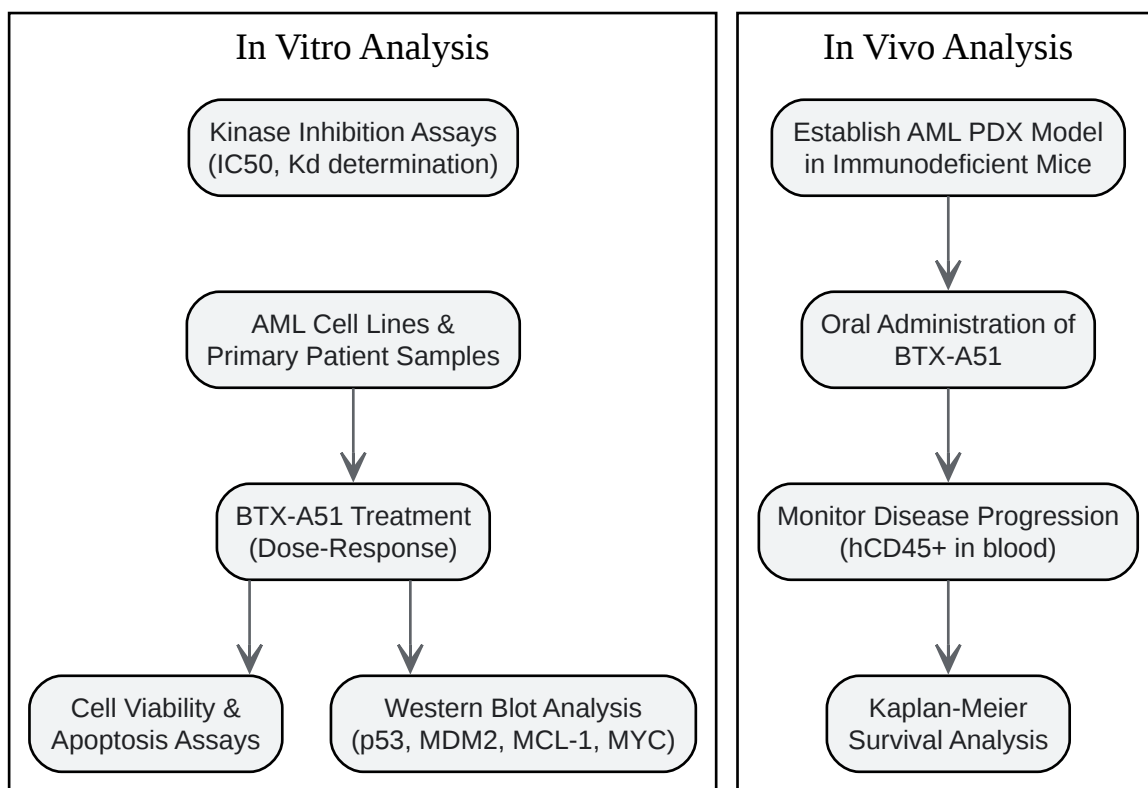 In Vitro Analysis
Kinase Inhibition Assays
(IC50, Kd determination)
AML Cell Lines &
Primary Patient Samples
BTX-A51 Treatment
(Dose-Response)
Cell Viability &
Apoptosis Assays
Western Blot Analysis
(p53, MDM2, MCL-1, MYC)
In Vivo Analysis
Establish AML PDX Model
in Immunodeficient Mice
Oral Administration of
BTX-A51
Monitor Disease Progression
(hCD45+ in blood)
Kaplan-Meier
Survival Analysis